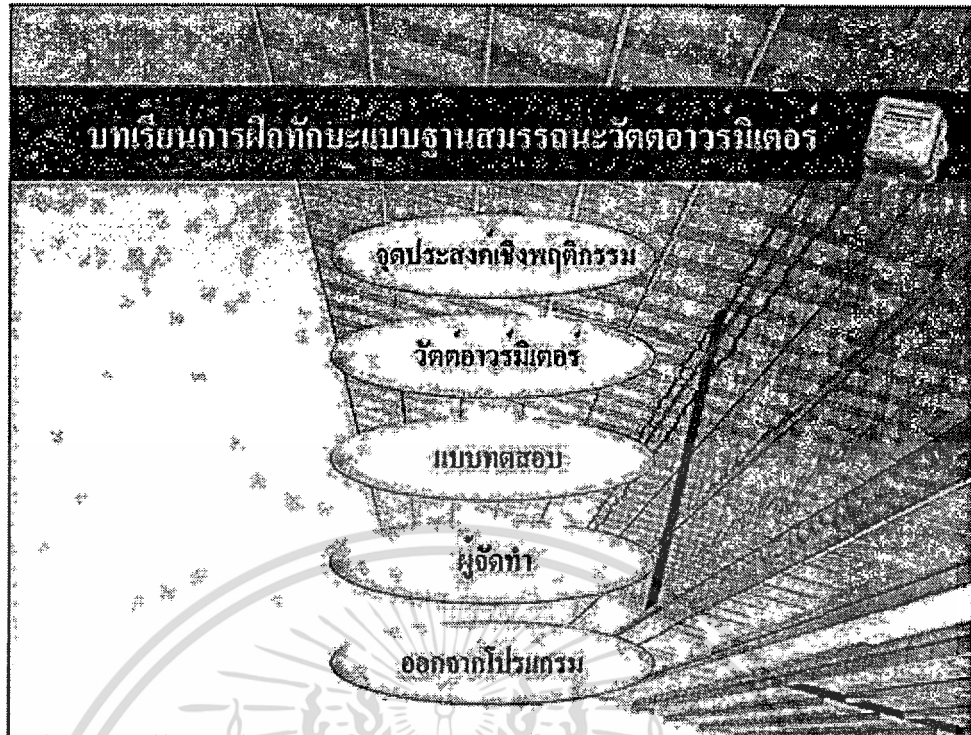 บทเรียนการฝึกทักษะแบบฐานสมรรถนะวัตต์อาวร์มิเตอร์
จุดประสงค์เชิงพฤติกรรม
วัตต์อาวร์มิเตอร์
แบบทดสอบ
ผู้จัดทำ
ออกจากโปรแกรม